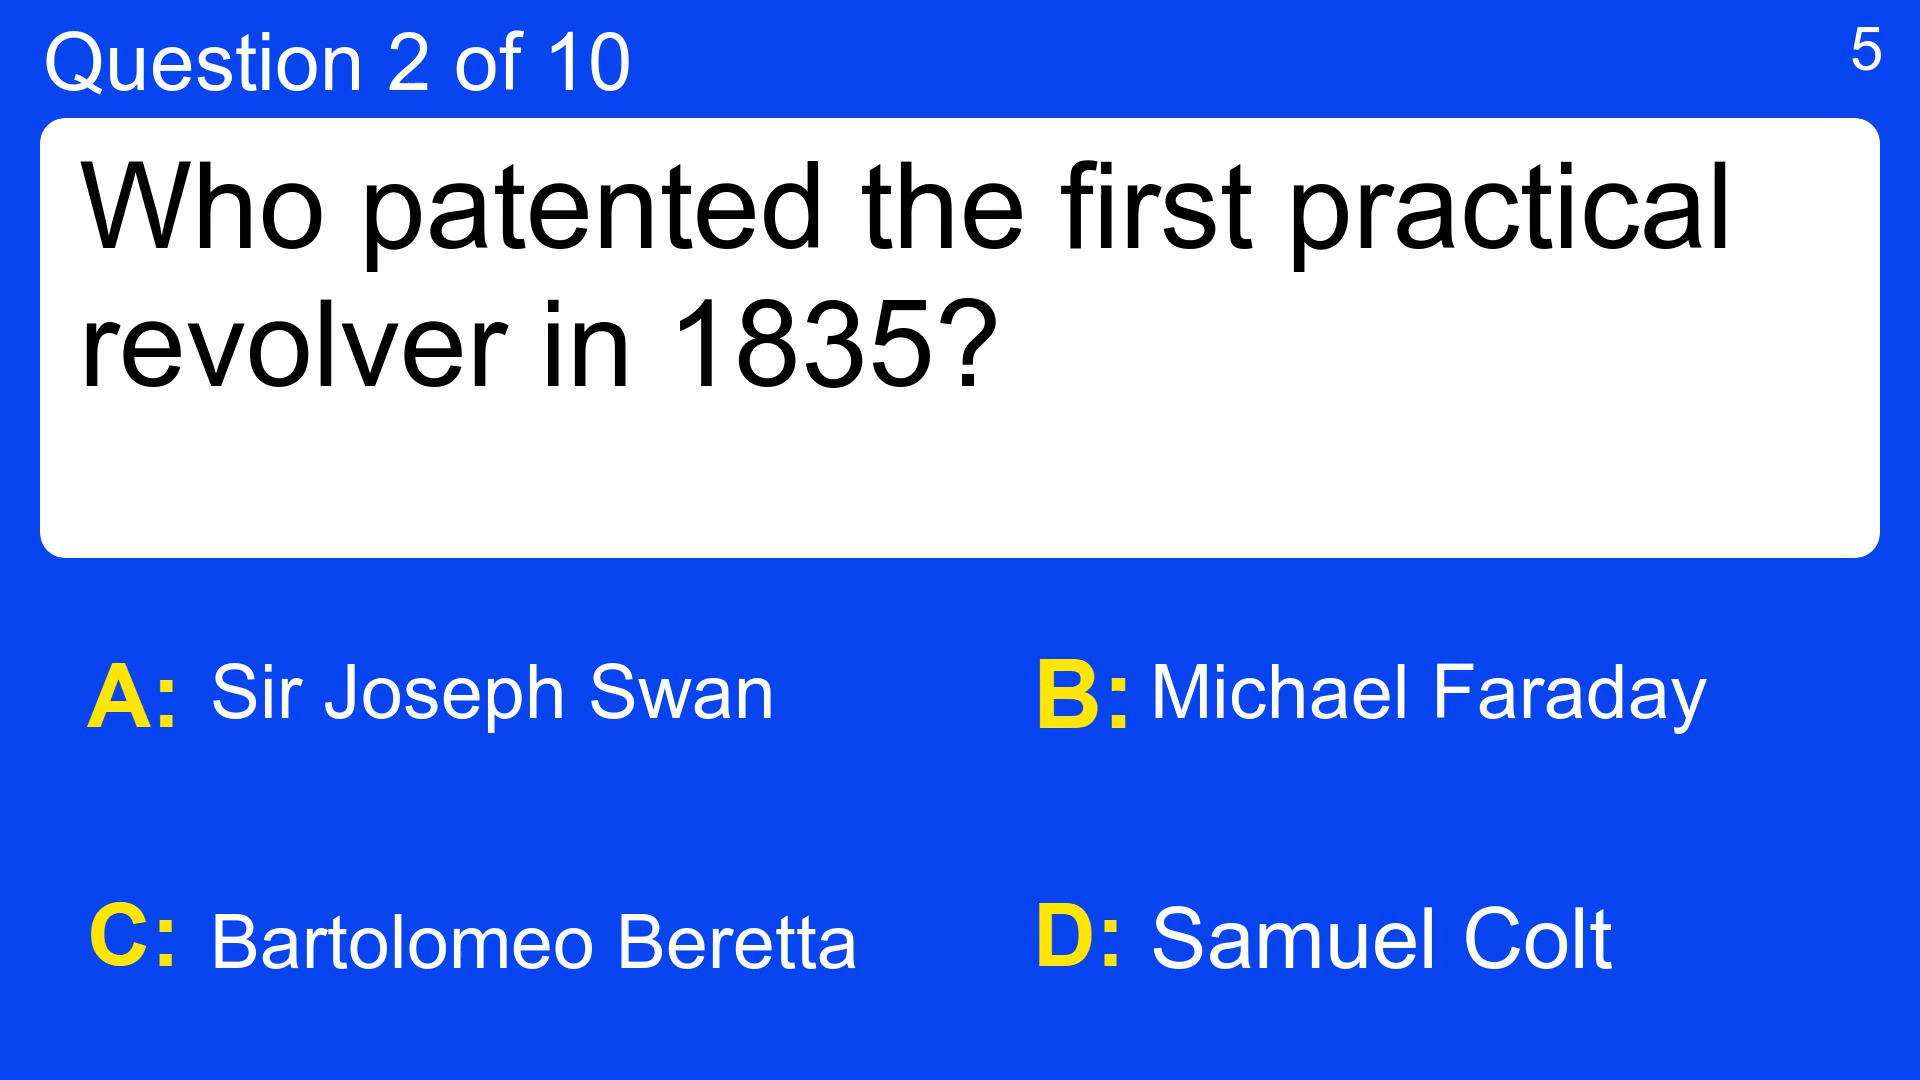 Question 2 of 10
5
Who patented the first practical
revolver in 1835?
A: Sir Joseph Swan
B: Michael Faraday
C: Bartolomeo Beretta
D: Samuel Colt